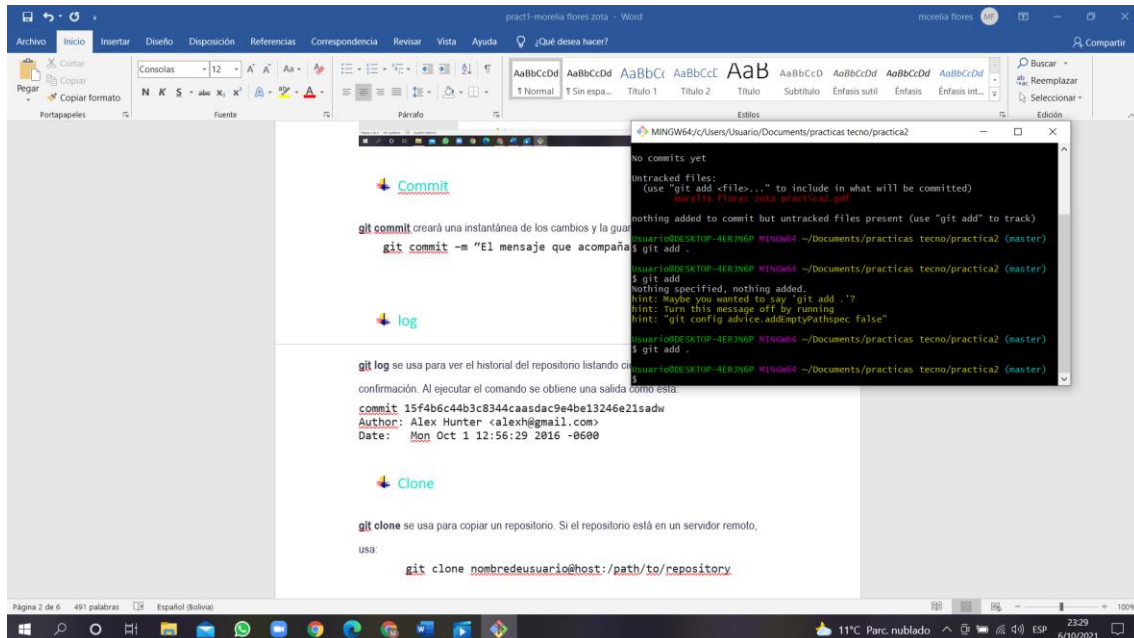 pract1-morelia flores zota - Word
morelia flores
MF
Archivo Inicio Insertar Diseño Disposición Referencias Correspondencia Revisar Vista Ayuda ¿Qué desea hacer? Compartir
Pegar
Cortar
Copiar
Copiar formato
Portapapeles
Consolas 12
Fuente
Párrafo
AaBbCcDd AaBbCcDd AaBbCc AaBbCcE AaB AaBbCcD AaBbCcDd AaBbCcDd AaBbCcDd
¶ Normal ¶ Sin espa... Título 1 Título 2 Título Subtítulo Énfasis sutil Énfasis Énfasis int...
Estilos
Buscar
Reemplazar
Seleccionar
Edición
Commit
git commit creará una instantánea de los cambios y la guar
git commit –m “El mensaje que acompaña
log
git log se usa para ver el historial del repositorio listando
confirmación. Al ejecutar el comando se obtiene una salida como esta:
commit 15f4b6c44b3c8344caasdac9e4be13246e21sadw
Author: Alex Hunter <alexh@gmail.com>
Date: Mon Oct 1 12:56:29 2016 -0600
Clone
git clone se usa para copiar un repositorio. Si el repositorio está en un servidor remoto,
usa:
git clone nombredeusuario@host:/path/to/repository
MINGW64:/c/Users/Usuario/Documents/practicas tecno/practica2
No commits yet
Untracked files:
(use "git add <file>..." to include in what will be committed)
morelia flores zota practica2.pdf
nothing added to commit but untracked files present (use "git add" to track)
Usuario@DESKTOP-4ERJN6P MINGW64 ~/Documents/practicas tecno/practica2 (master)
$ git add .
Usuario@DESKTOP-4ERJN6P MINGW64 ~/Documents/practicas tecno/practica2 (master)
$ git add
Nothing specified, nothing added.
hint: Maybe you wanted to say 'git add .'?
hint: Turn this message off by running
hint: "git config advice.addEmptyPathspec false"
Usuario@DESKTOP-4ERJN6P MINGW64 ~/Documents/practicas tecno/practica2 (master)
$ git add .
Usuario@DESKTOP-4ERJN6P MINGW64 ~/Documents/practicas tecno/practica2 (master)
$
Página 2 de 6 491 palabras Español (Bolivia) 100%
11°C Parc. nublado ESP 23:29
6/10/2021